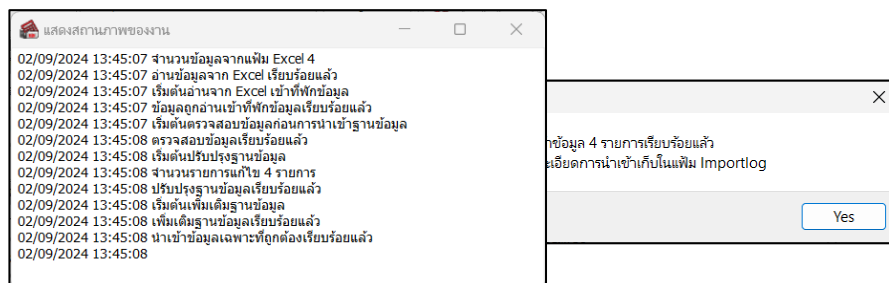 แสดงสถานภาพของงาน
02/09/2024 13:45:07 จำนวนข้อมูลจากแฟ้ม Excel 4
02/09/2024 13:45:07 อ่านข้อมูลจาก Excel เรียบร้อยแล้ว
02/09/2024 13:45:07 เริ่มต้นอ่านจาก Excel เข้าที่พักข้อมูล
02/09/2024 13:45:07 ข้อมูลถูกอ่านเข้าที่พักข้อมูลเรียบร้อยแล้ว
02/09/2024 13:45:07 เริ่มต้นตรวจสอบข้อมูลก่อนการนำเข้าฐานข้อมูล
02/09/2024 13:45:08 ตรวจสอบข้อมูลเรียบร้อยแล้ว
02/09/2024 13:45:08 เริ่มต้นปรับปรุงฐานข้อมูล
02/09/2024 13:45:08 จำนวนรายการแก้ไข 4 รายการ
02/09/2024 13:45:08 ปรับปรุงฐานข้อมูลเรียบร้อยแล้ว
02/09/2024 13:45:08 เริ่มต้นเพิ่มเติมฐานข้อมูล
02/09/2024 13:45:08 เพิ่มเติมฐานข้อมูลเรียบร้อยแล้ว
02/09/2024 13:45:08 นำเข้าข้อมูลเฉพาะที่ถูกต้องเรียบร้อยแล้ว
02/09/2024 13:45:08
ข้อมูล 4 รายการเรียบร้อยแล้ว
ะเอียดการนำเข้าเก็บในแฟ้ม Importlog
Yes